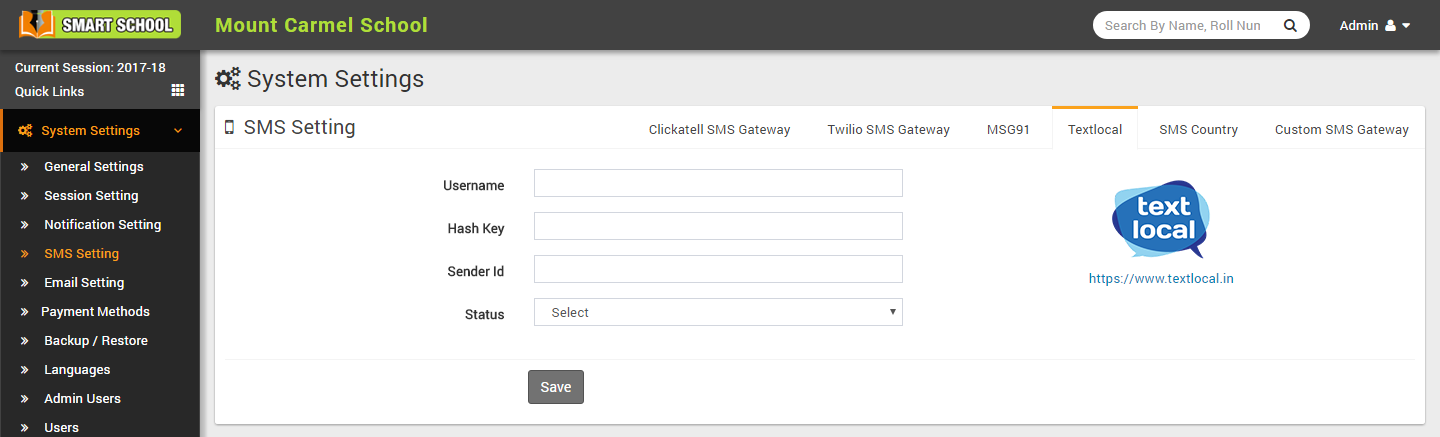 SMART SCHOOL
Mount Carmel School
Search By Name, Roll Nun
Admin
Current Session: 2017-18
Quick Links
System Settings
General Settings
Session Setting
Notification Setting
SMS Setting
Email Setting
Payment Methods
Backup / Restore
Languages
Admin Users
Users
System Settings
SMS Setting
Clickatell SMS Gateway
Twilio SMS Gateway
MSG91
Textlocal
SMS Country
Custom SMS Gateway
Username
Hash Key
Sender Id
Status
Select
text
local
https://www.textlocal.in
Save